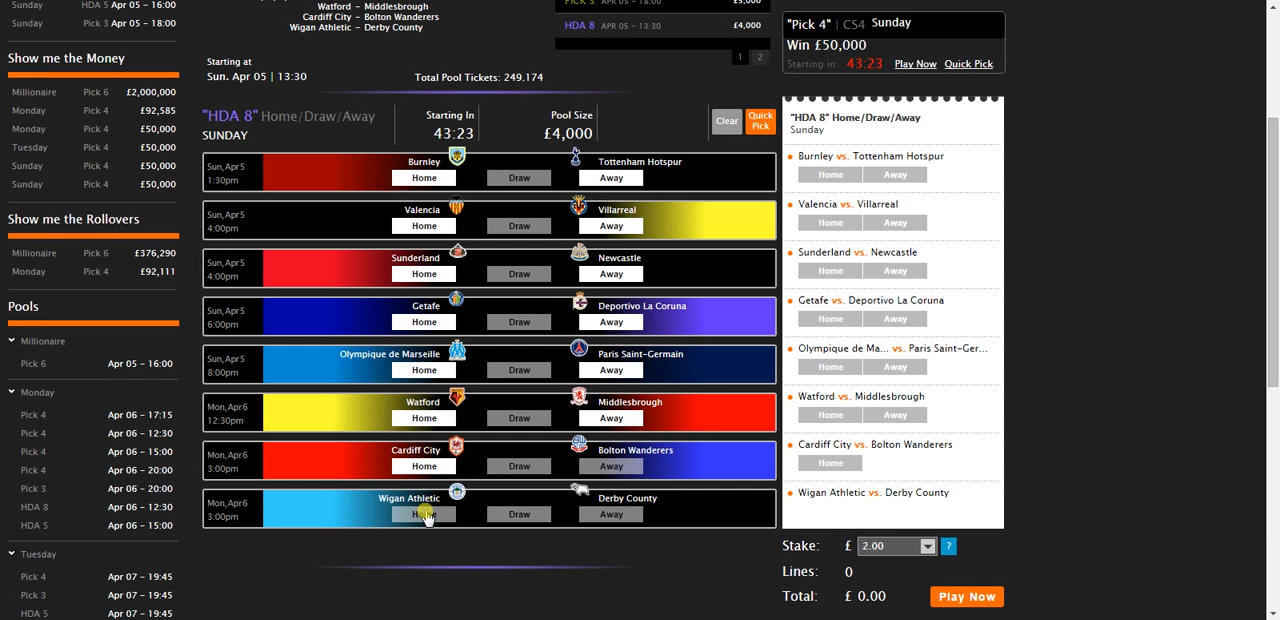 Sunday HDA 5 Apr 05 - 16:00
Sunday Pick 3 Apr 05 - 18:00
Show me the Money
Millionaire Pick 6 £2,000,000
Monday Pick 4 £92,585
Monday Pick 4 £50,000
Tuesday Pick 4 £50,000
Sunday Pick 4 £50,000
Sunday Pick 4 £50,000
Show me the Rollovers
Millionaire Pick 6 £376,290
Monday Pick 4 £92,111
Pools
Millionaire
Pick 6 Apr 05 - 16:00
Monday
Pick 4 Apr 06 - 17:15
Pick 4 Apr 06 - 12:30
Pick 4 Apr 06 - 15:00
Pick 4 Apr 06 - 20:00
Pick 3 Apr 06 - 20:00
HDA 8 Apr 06 - 12:30
HDA 5 Apr 06 - 15:00
Tuesday
Pick 4 Apr 07 - 19:45
Pick 3 Apr 07 - 19:45
HDA 5 Apr 07 - 19:45
Watford - Middlesbrough
Cardiff City - Bolton Wanderers
Wigan Athletic - Derby County
PICK 3 APR 05 - 18:00 £5,000
HDA 8 APR 05 - 13:30 £4,000
1 2
Starting at
Sun. Apr 05 | 13:30
Total Pool Tickets: 249.174
"HDA 8" Home/Draw/Away
SUNDAY
Starting In
43:23
Pool Size
£4,000
Clear
Quick Pick
Sun,Apr5 1:30pm Burnley Tottenham Hotspur
Home Draw Away
Sun,Apr5 4:00pm Valencia Villarreal
Home Draw Away
Sun,Apr5 4:00pm Sunderland Newcastle
Home Draw Away
Sun,Apr5 6:00pm Getafe Deportivo La Coruna
Home Draw Away
Sun,Apr5 8:00pm Olympique de Marseille Paris Saint-Germain
Home Draw Away
Mon,Apr6 12:30pm Watford Middlesbrough
Home Draw Away
Mon,Apr6 3:00pm Cardiff City Bolton Wanderers
Home Draw Away
Mon,Apr6 3:00pm Wigan Athletic Derby County
Draw Away
"Pick 4" | CS4 Sunday
Win £50,000
Starting in: 43:23 Play Now Quick Pick
"HDA 8" Home/Draw/Away
Sunday
Burnley vs. Tottenham Hotspur
Home Away
Valencia vs. Villarreal
Home Away
Sunderland vs. Newcastle
Home Away
Getafe vs. Deportivo La Coruna
Home Away
Olympique de Ma... vs. Paris Saint-Ger...
Home Away
Watford vs. Middlesbrough
Home Away
Cardiff City vs. Bolton Wanderers
Home
Wigan Athletic vs. Derby County
Stake: £ 2.00 ?
Lines: 0
Total: £ 0.00 Play Now